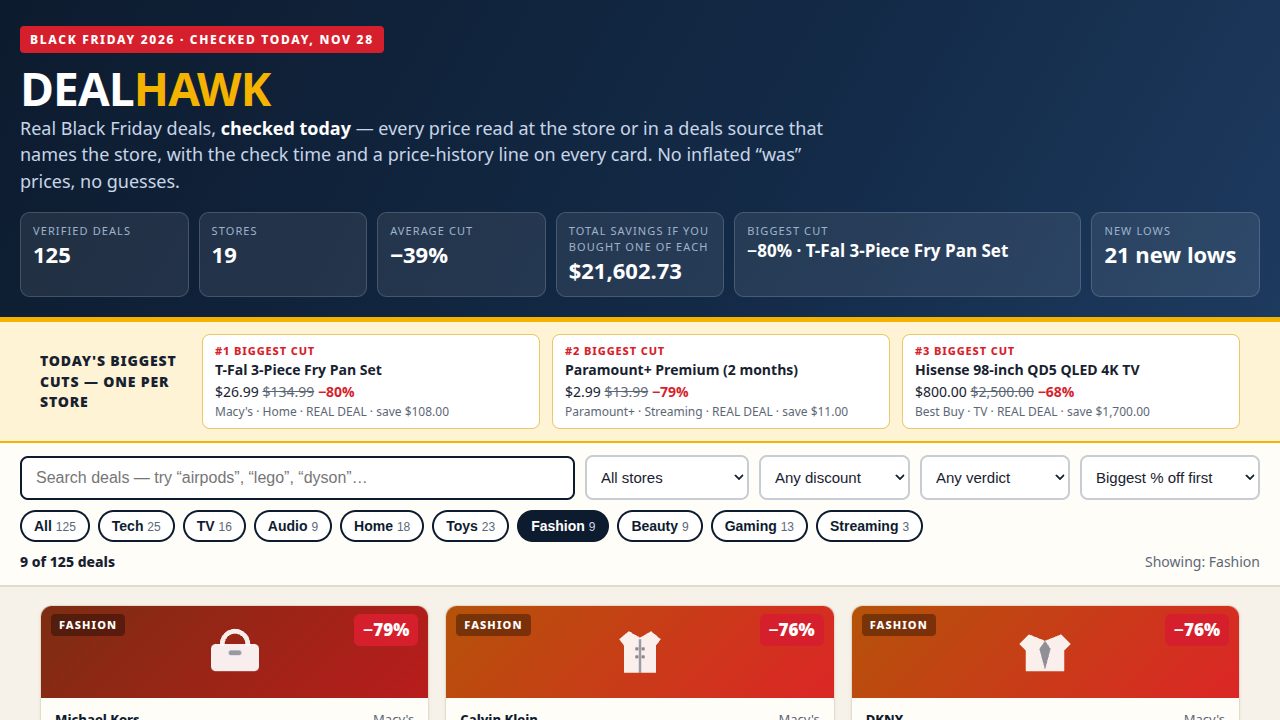 BLACK FRIDAY 2026 · CHECKED TODAY, NOV 28
DEALHAWK
Real Black Friday deals, checked today — every price read at the store or in a deals source that
names the store, with the check time and a price-history line on every card. No inflated “was”
prices, no guesses.
VERIFIED DEALS
125
STORES
19
AVERAGE CUT
−39%
TOTAL SAVINGS IF YOU
BOUGHT ONE OF EACH
$21,602.73
BIGGEST CUT
−80% · T-Fal 3-Piece Fry Pan Set
NEW LOWS
21 new lows
TODAY'S BIGGEST
CUTS — ONE PER
STORE
#1 BIGGEST CUT
T-Fal 3-Piece Fry Pan Set
$26.99 $134.99 −80%
Macy's · Home · REAL DEAL · save $108.00
#2 BIGGEST CUT
Paramount+ Premium (2 months)
$2.99 $13.99 −79%
Paramount+ · Streaming · REAL DEAL · save $11.00
#3 BIGGEST CUT
Hisense 98-inch QD5 QLED 4K TV
$800.00 $2,500.00 −68%
Best Buy · TV · REAL DEAL · save $1,700.00
Search deals — try “airpods”, “lego”, “dyson”…
All stores
Any discount
Any verdict
Biggest % off first
All 125
Tech 25
TV 16
Audio 9
Home 18
Toys 23
Fashion 9
Beauty 9
Gaming 13
Streaming 3
9 of 125 deals
Showing: Fashion
FASHION
−79%
FASHION
−76%
FASHION
−76%
Michael Kors
Macy's
Calvin Klein
Macy's
DKNY
Macy's